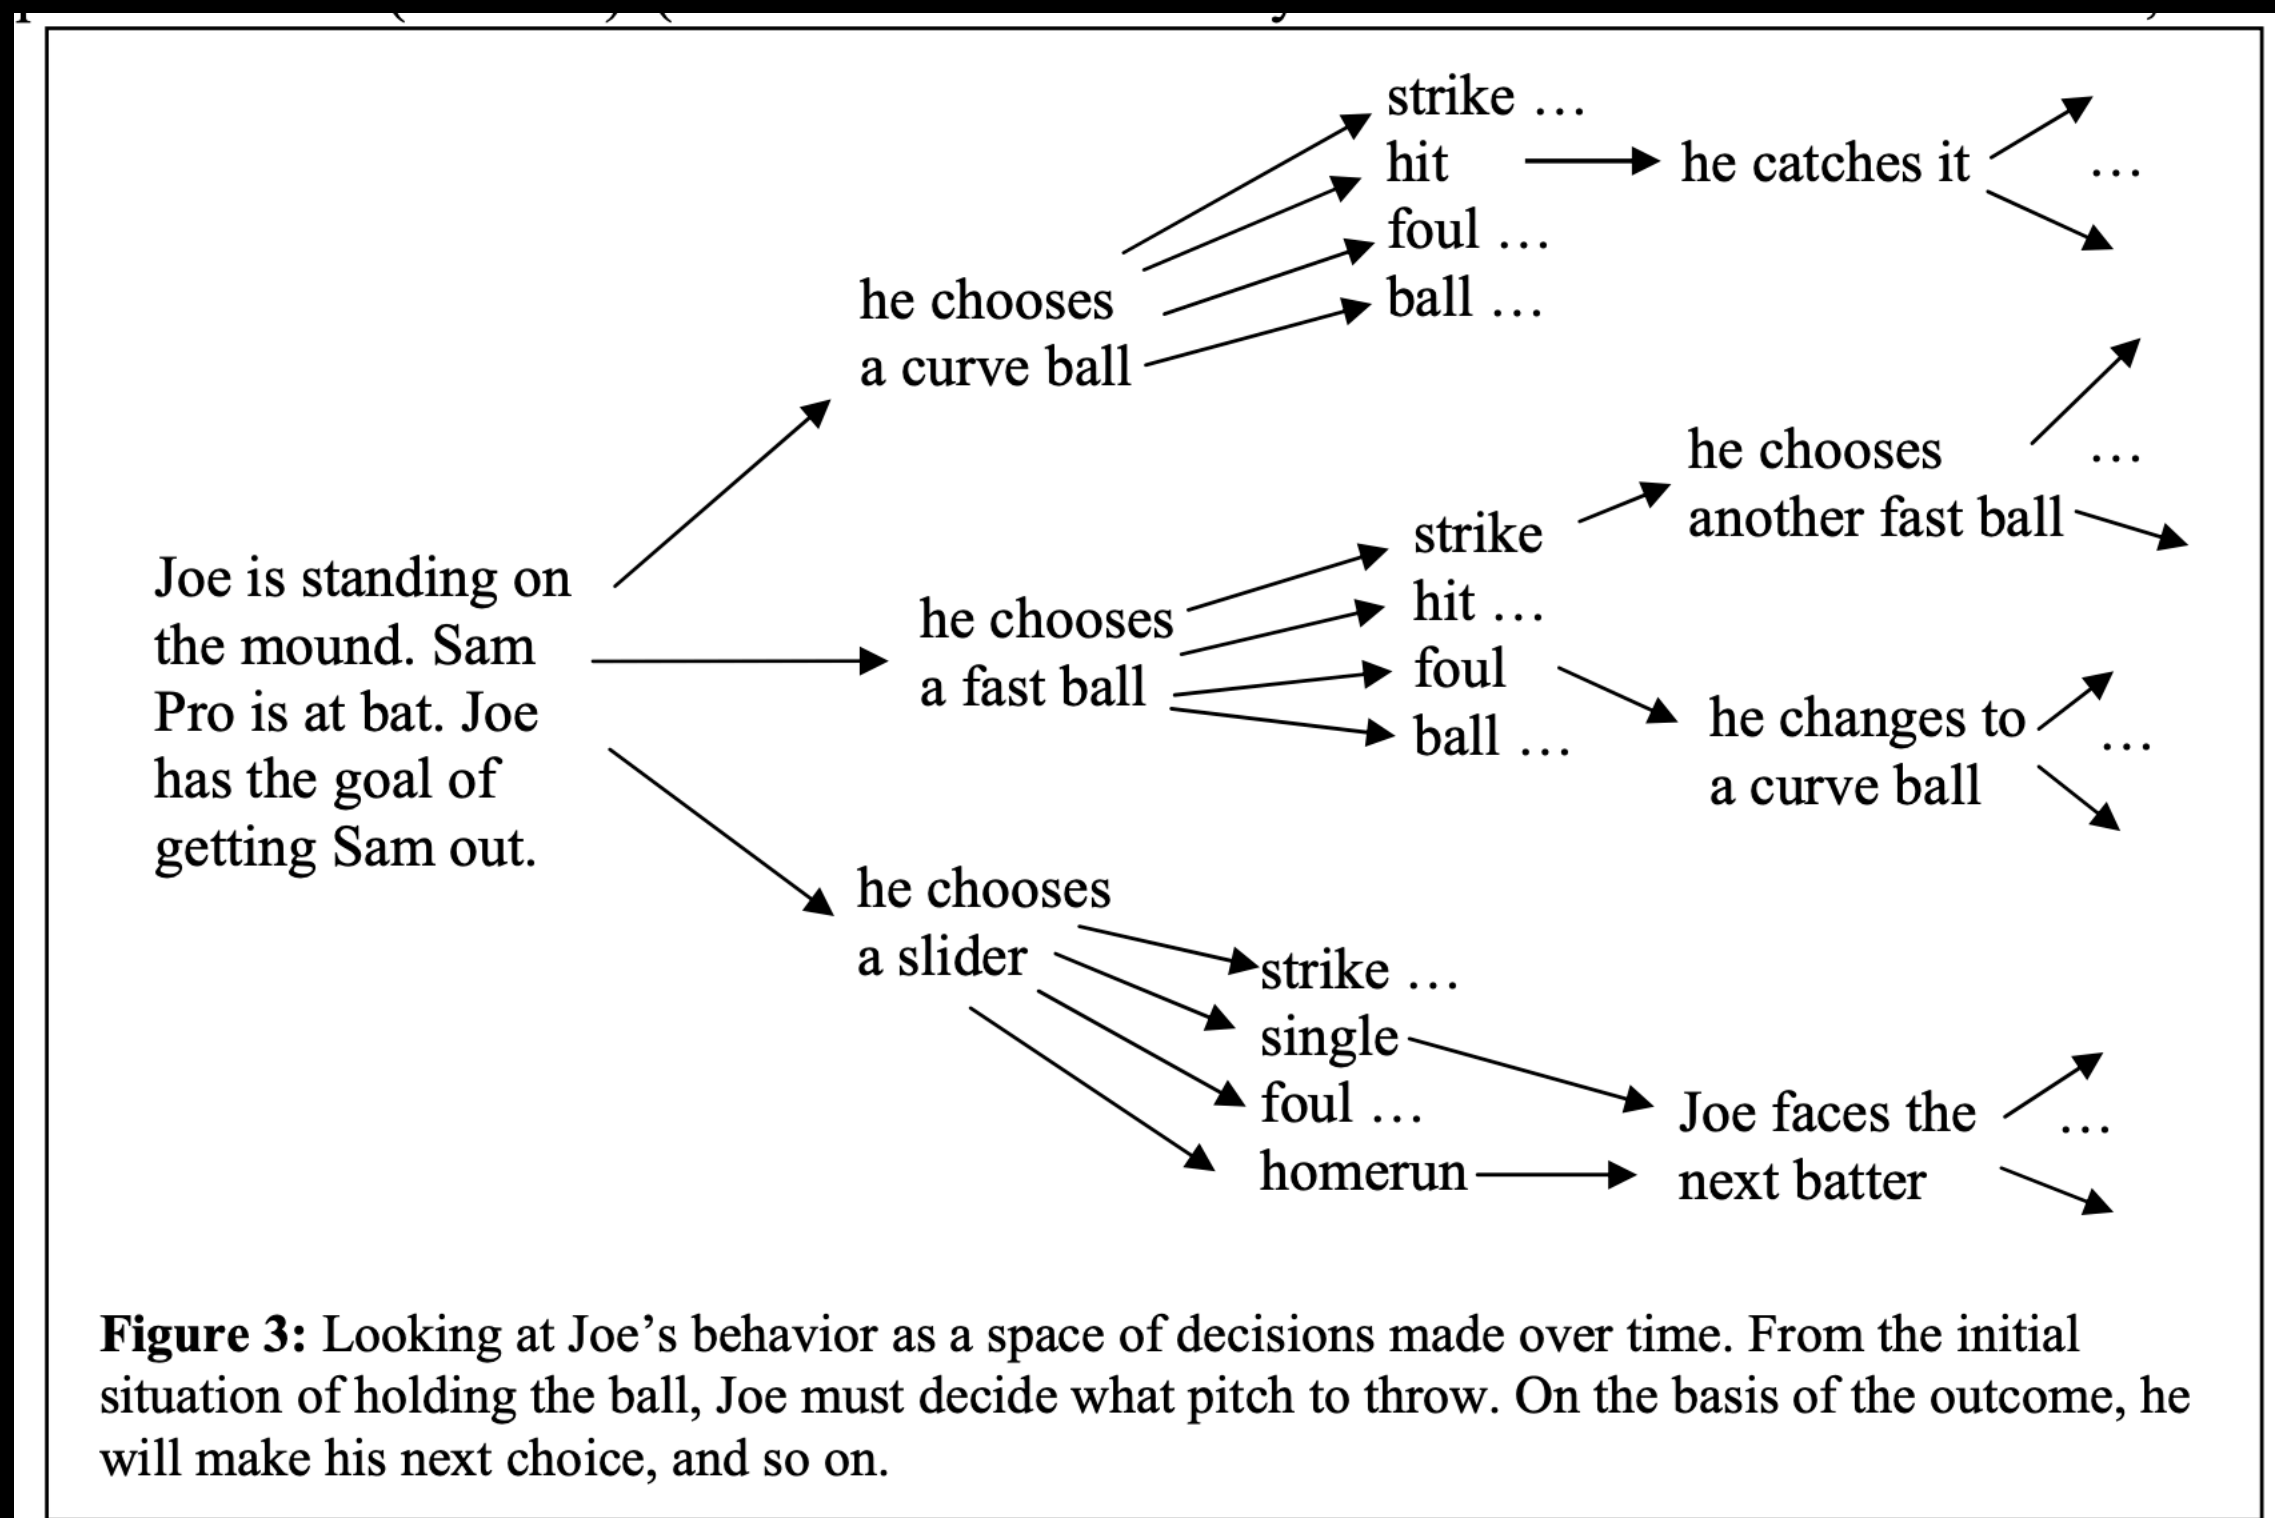 strike …
hit
he catches it
…
foul …
ball …
he chooses
a curve ball
he chooses
another fast ball
…
strike
hit …
foul
ball …
he chooses
a fast ball
he changes to
a curve ball
…
Joe is standing on
the mound. Sam
Pro is at bat. Joe
has the goal of
getting Sam out.
he chooses
a slider
strike …
single
foul …
homerun
Joe faces the
next batter
…
Figure 3: Looking at Joe’s behavior as a space of decisions made over time. From the initial
situation of holding the ball, Joe must decide what pitch to throw. On the basis of the outcome, he
will make his next choice, and so on.